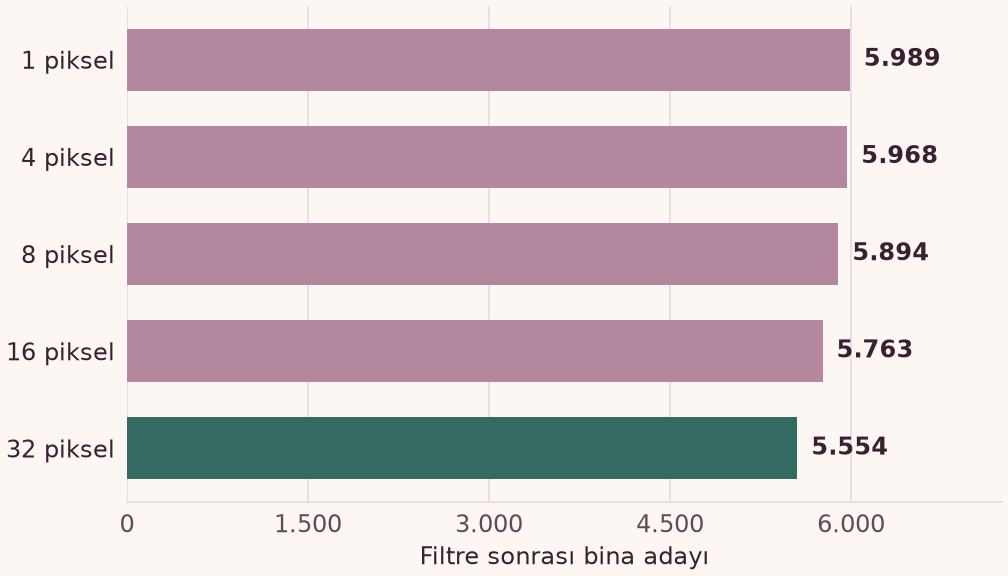 1 piksel 5.989
4 piksel 5.968
8 piksel 5.894
16 piksel 5.763
32 piksel 5.554
0 1.500 3.000 4.500 6.000
Filtre sonrası bina adayı